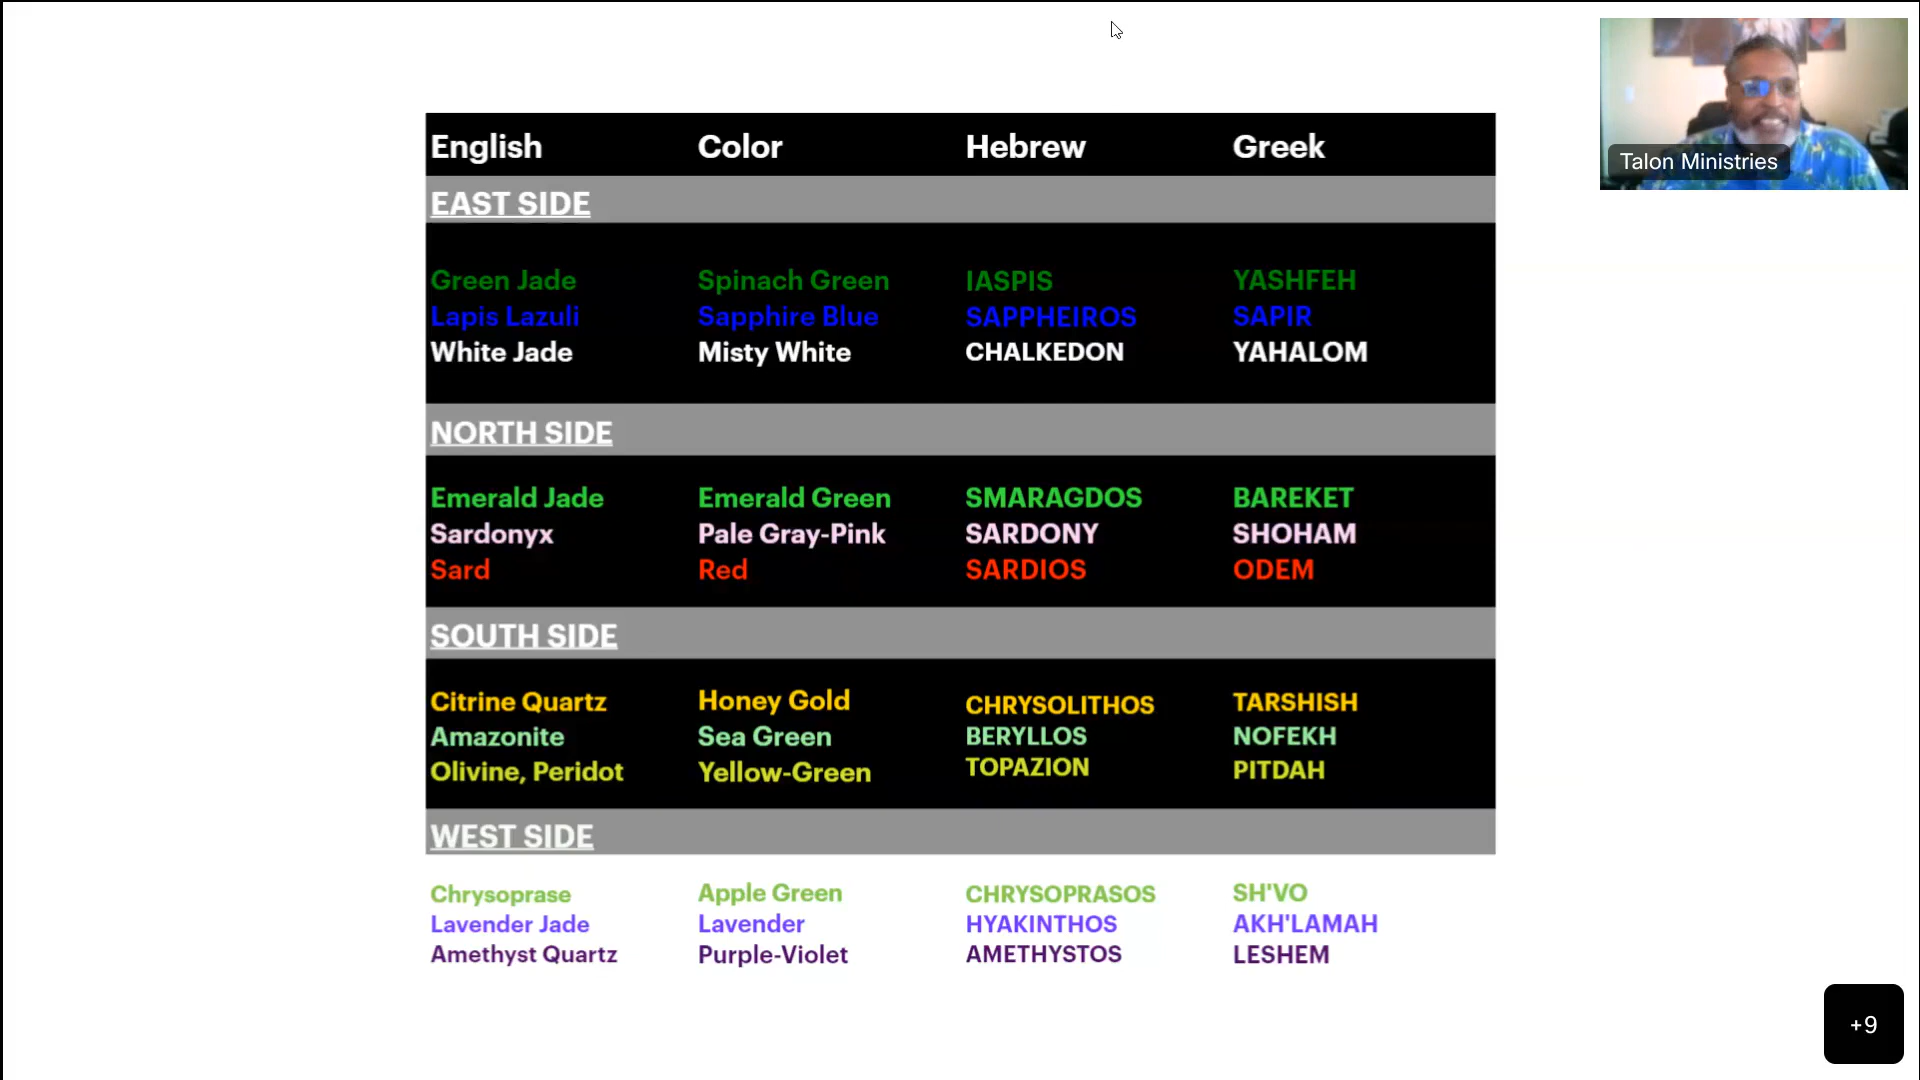 Talon Ministries
English Color Hebrew Greek
EAST SIDE
Green Jade Spinach Green IASPIS YASHFEH
Lapis Lazuli Sapphire Blue SAPPHEIROS SAPIR
White Jade Misty White CHALKEDON YAHALOM
NORTH SIDE
Emerald Jade Emerald Green SMARAGDOS BAREKET
Sardonyx Pale Gray-Pink SARDONY SHOHAM
Sard Red SARDIOS ODEM
SOUTH SIDE
Citrine Quartz Honey Gold CHRYSOLITHOS TARSHISH
Amazonite Sea Green BERYLLOS NOFEKH
Olivine, Peridot Yellow-Green TOPAZION PITDAH
WEST SIDE
Chrysoprase Apple Green CHRYSOPRASOS SH'VO
Lavender Jade Lavender HYAKINTHOS AKH'LAMAH
Amethyst Quartz Purple-Violet AMETHYSTOS LESHEM
+9